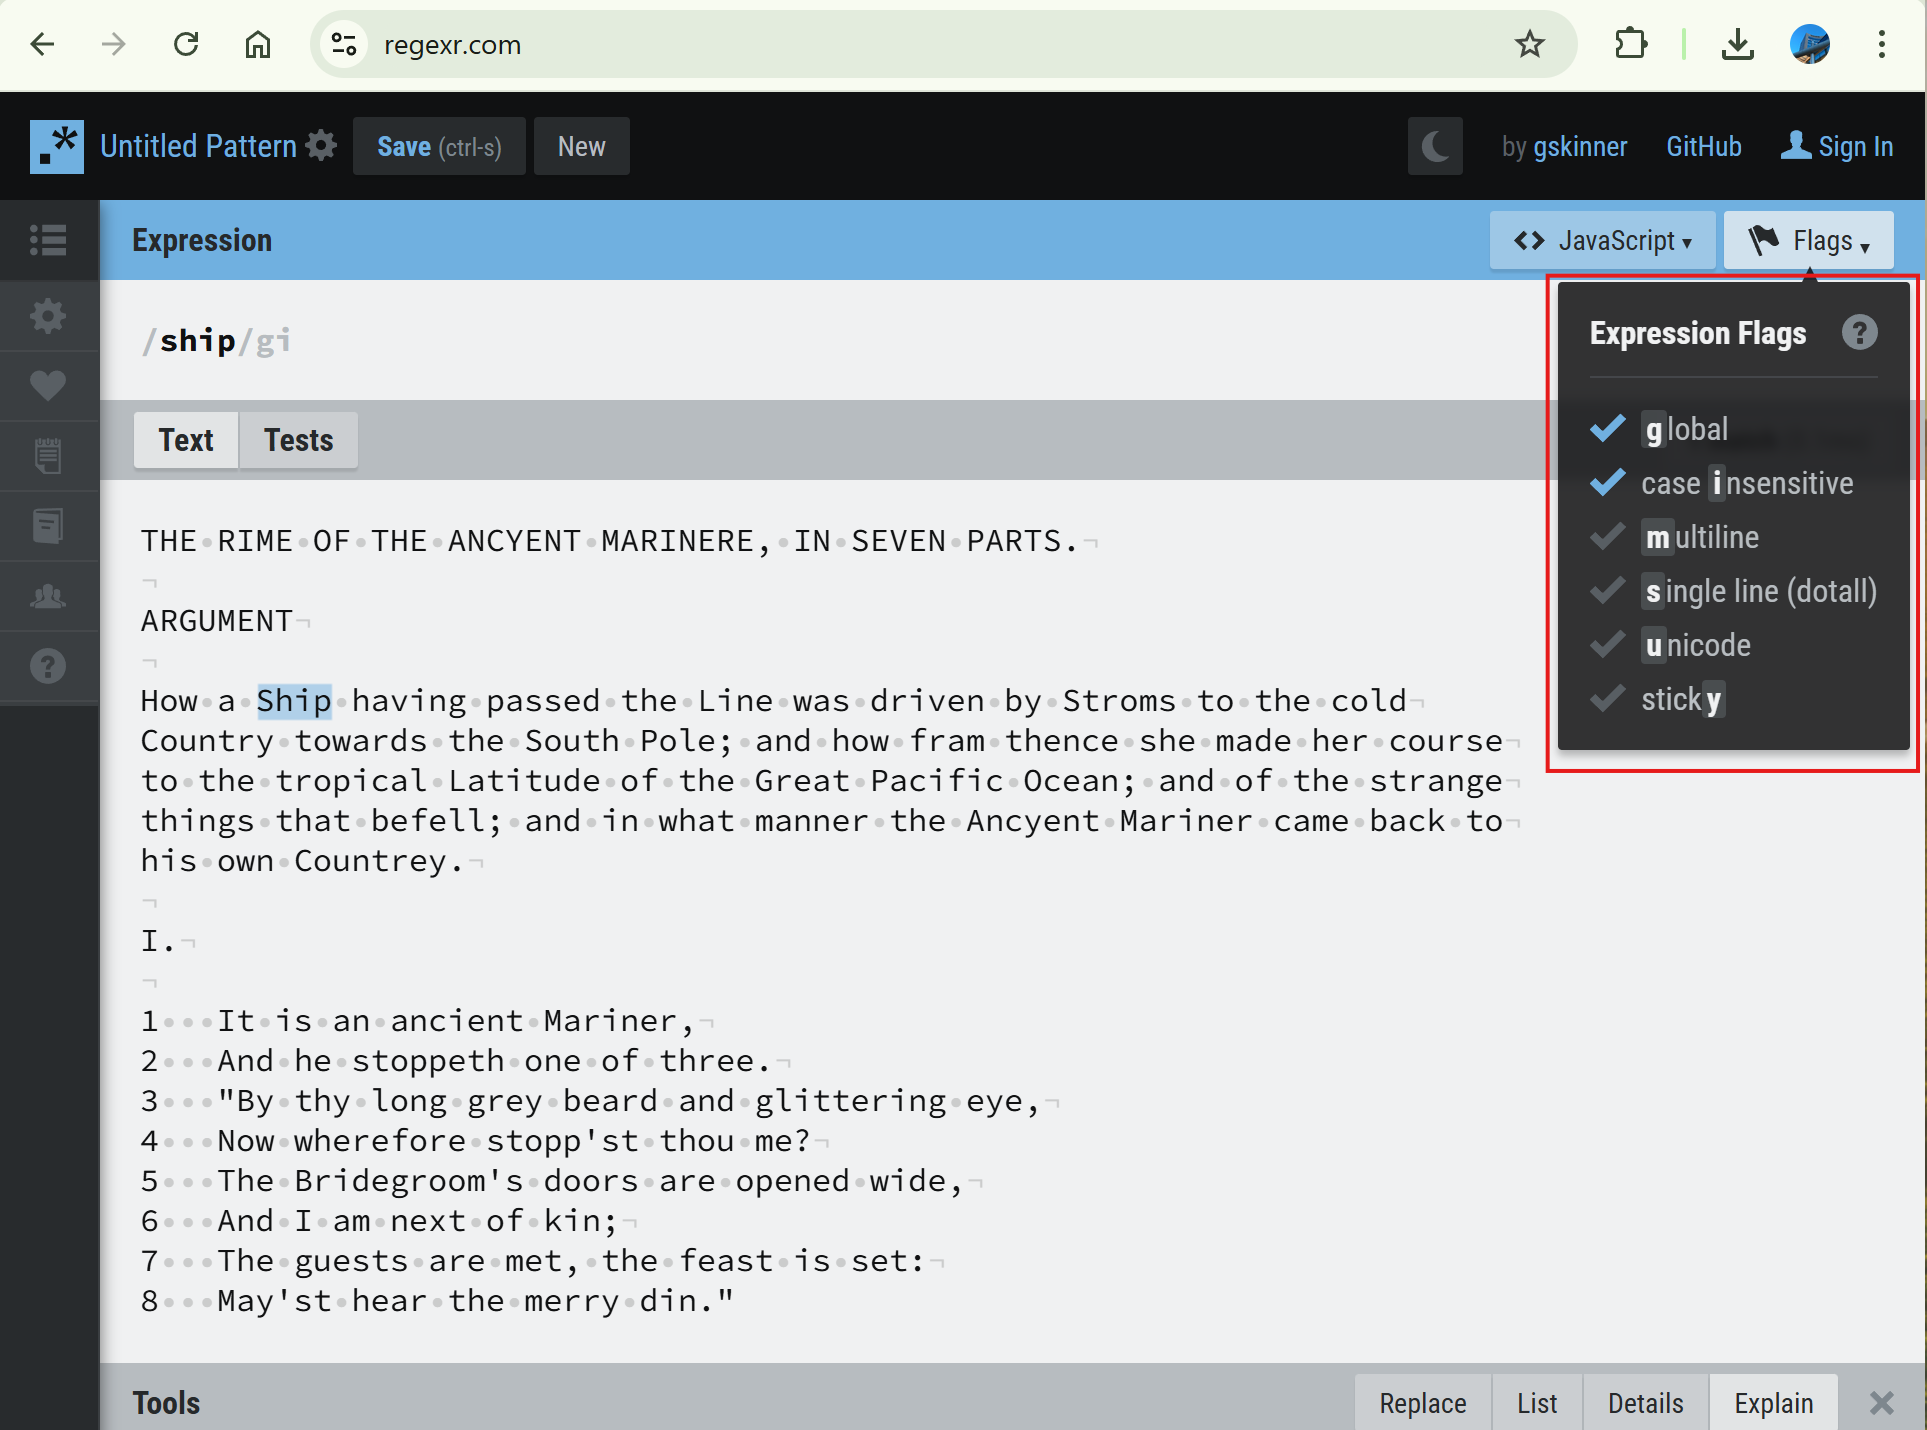 regexr.com
Untitled Pattern Save (ctrl-s) New by gskinner GitHub Sign In
Expression JavaScript Flags
/ship/gi
Expression Flags ?
global
case insensitive
multiline
single line (dotall)
unicode
sticky
Text Tests
THE RIME OF THE ANCYENT MARINERE, IN SEVEN PARTS.
ARGUMENT
How a Ship having passed the Line was driven by Stroms to the cold
Country towards the South Pole; and how fram thence she made her course
to the tropical Latitude of the Great Pacific Ocean; and of the strange
things that befell; and in what manner the Ancyent Mariner came back to
his own Countrey.
I.
1 It is an ancient Mariner,
2 And he stoppeth one of three.
3 "By thy long grey beard and glittering eye,
4 Now wherefore stopp'st thou me?
5 The Bridegroom's doors are opened wide,
6 And I am next of kin;
7 The guests are met, the feast is set:
8 May'st hear the merry din."
Tools Replace List Details Explain